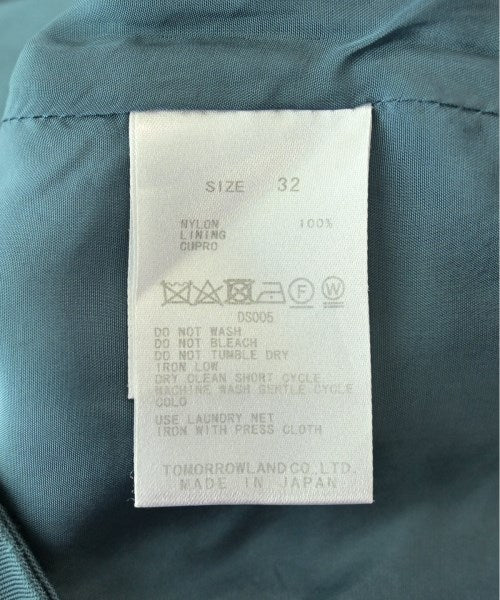 SIZE 32
NYLON 100%
LINING
CUPRO
F W
DS005
DO NOT WASH
DO NOT BLEACH
DO NOT TUMBLE DRY
IRON LOW
DRY CLEAN SHORT CYCLE
MACHINE WASH GENTLE CYCLE
COLD
USE LAUNDRY NET
IRON WITH PRESS CLOTH
TOMORROWLAND CO., LTD.
MADE IN JAPAN